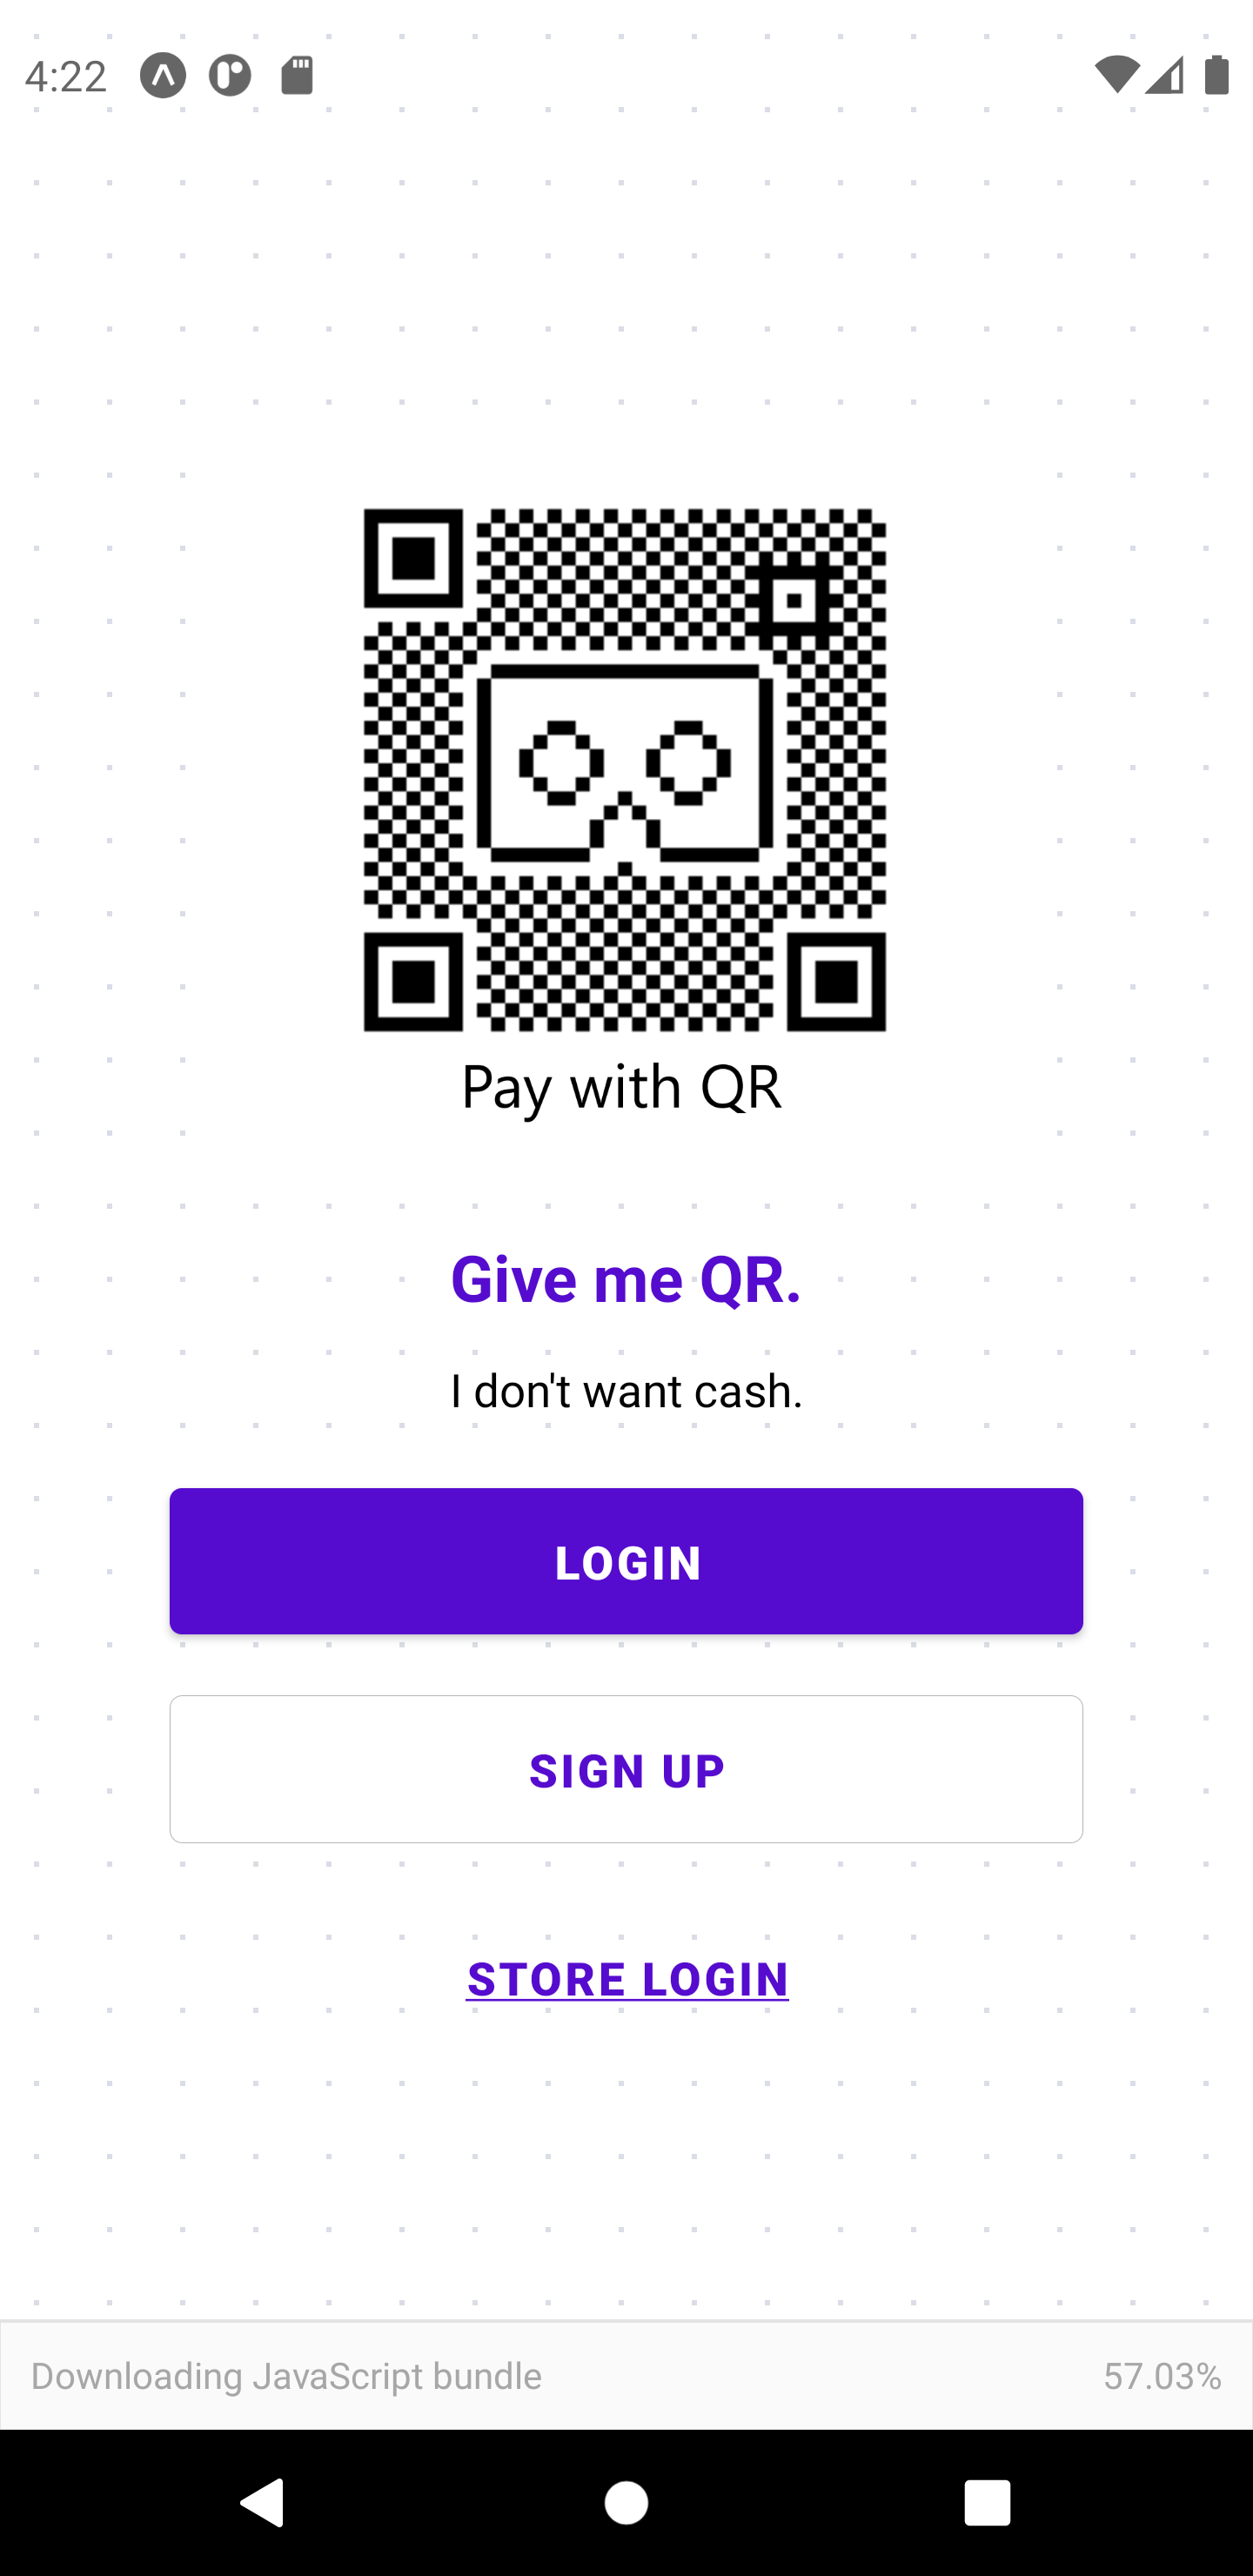 4:22
Pay with QR
Give me QR.
I don't want cash.
LOGIN
SIGN UP
STORE LOGIN
Downloading JavaScript bundle 57.03%